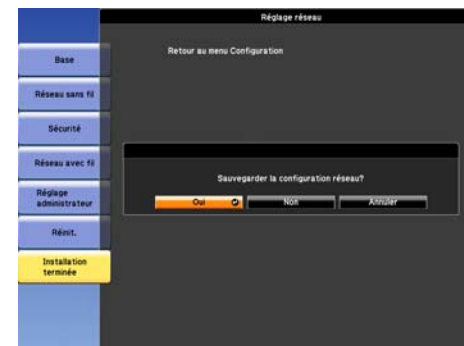 Réglage réseau
Retour au menu Configuration
Base
Réseau sans fil
Sécurité
Réseau avec fil
Réglage
administrateur
Réinit.
Installation
terminée
Sauvegarder la configuration réseau?
Oui
Non
Annuler